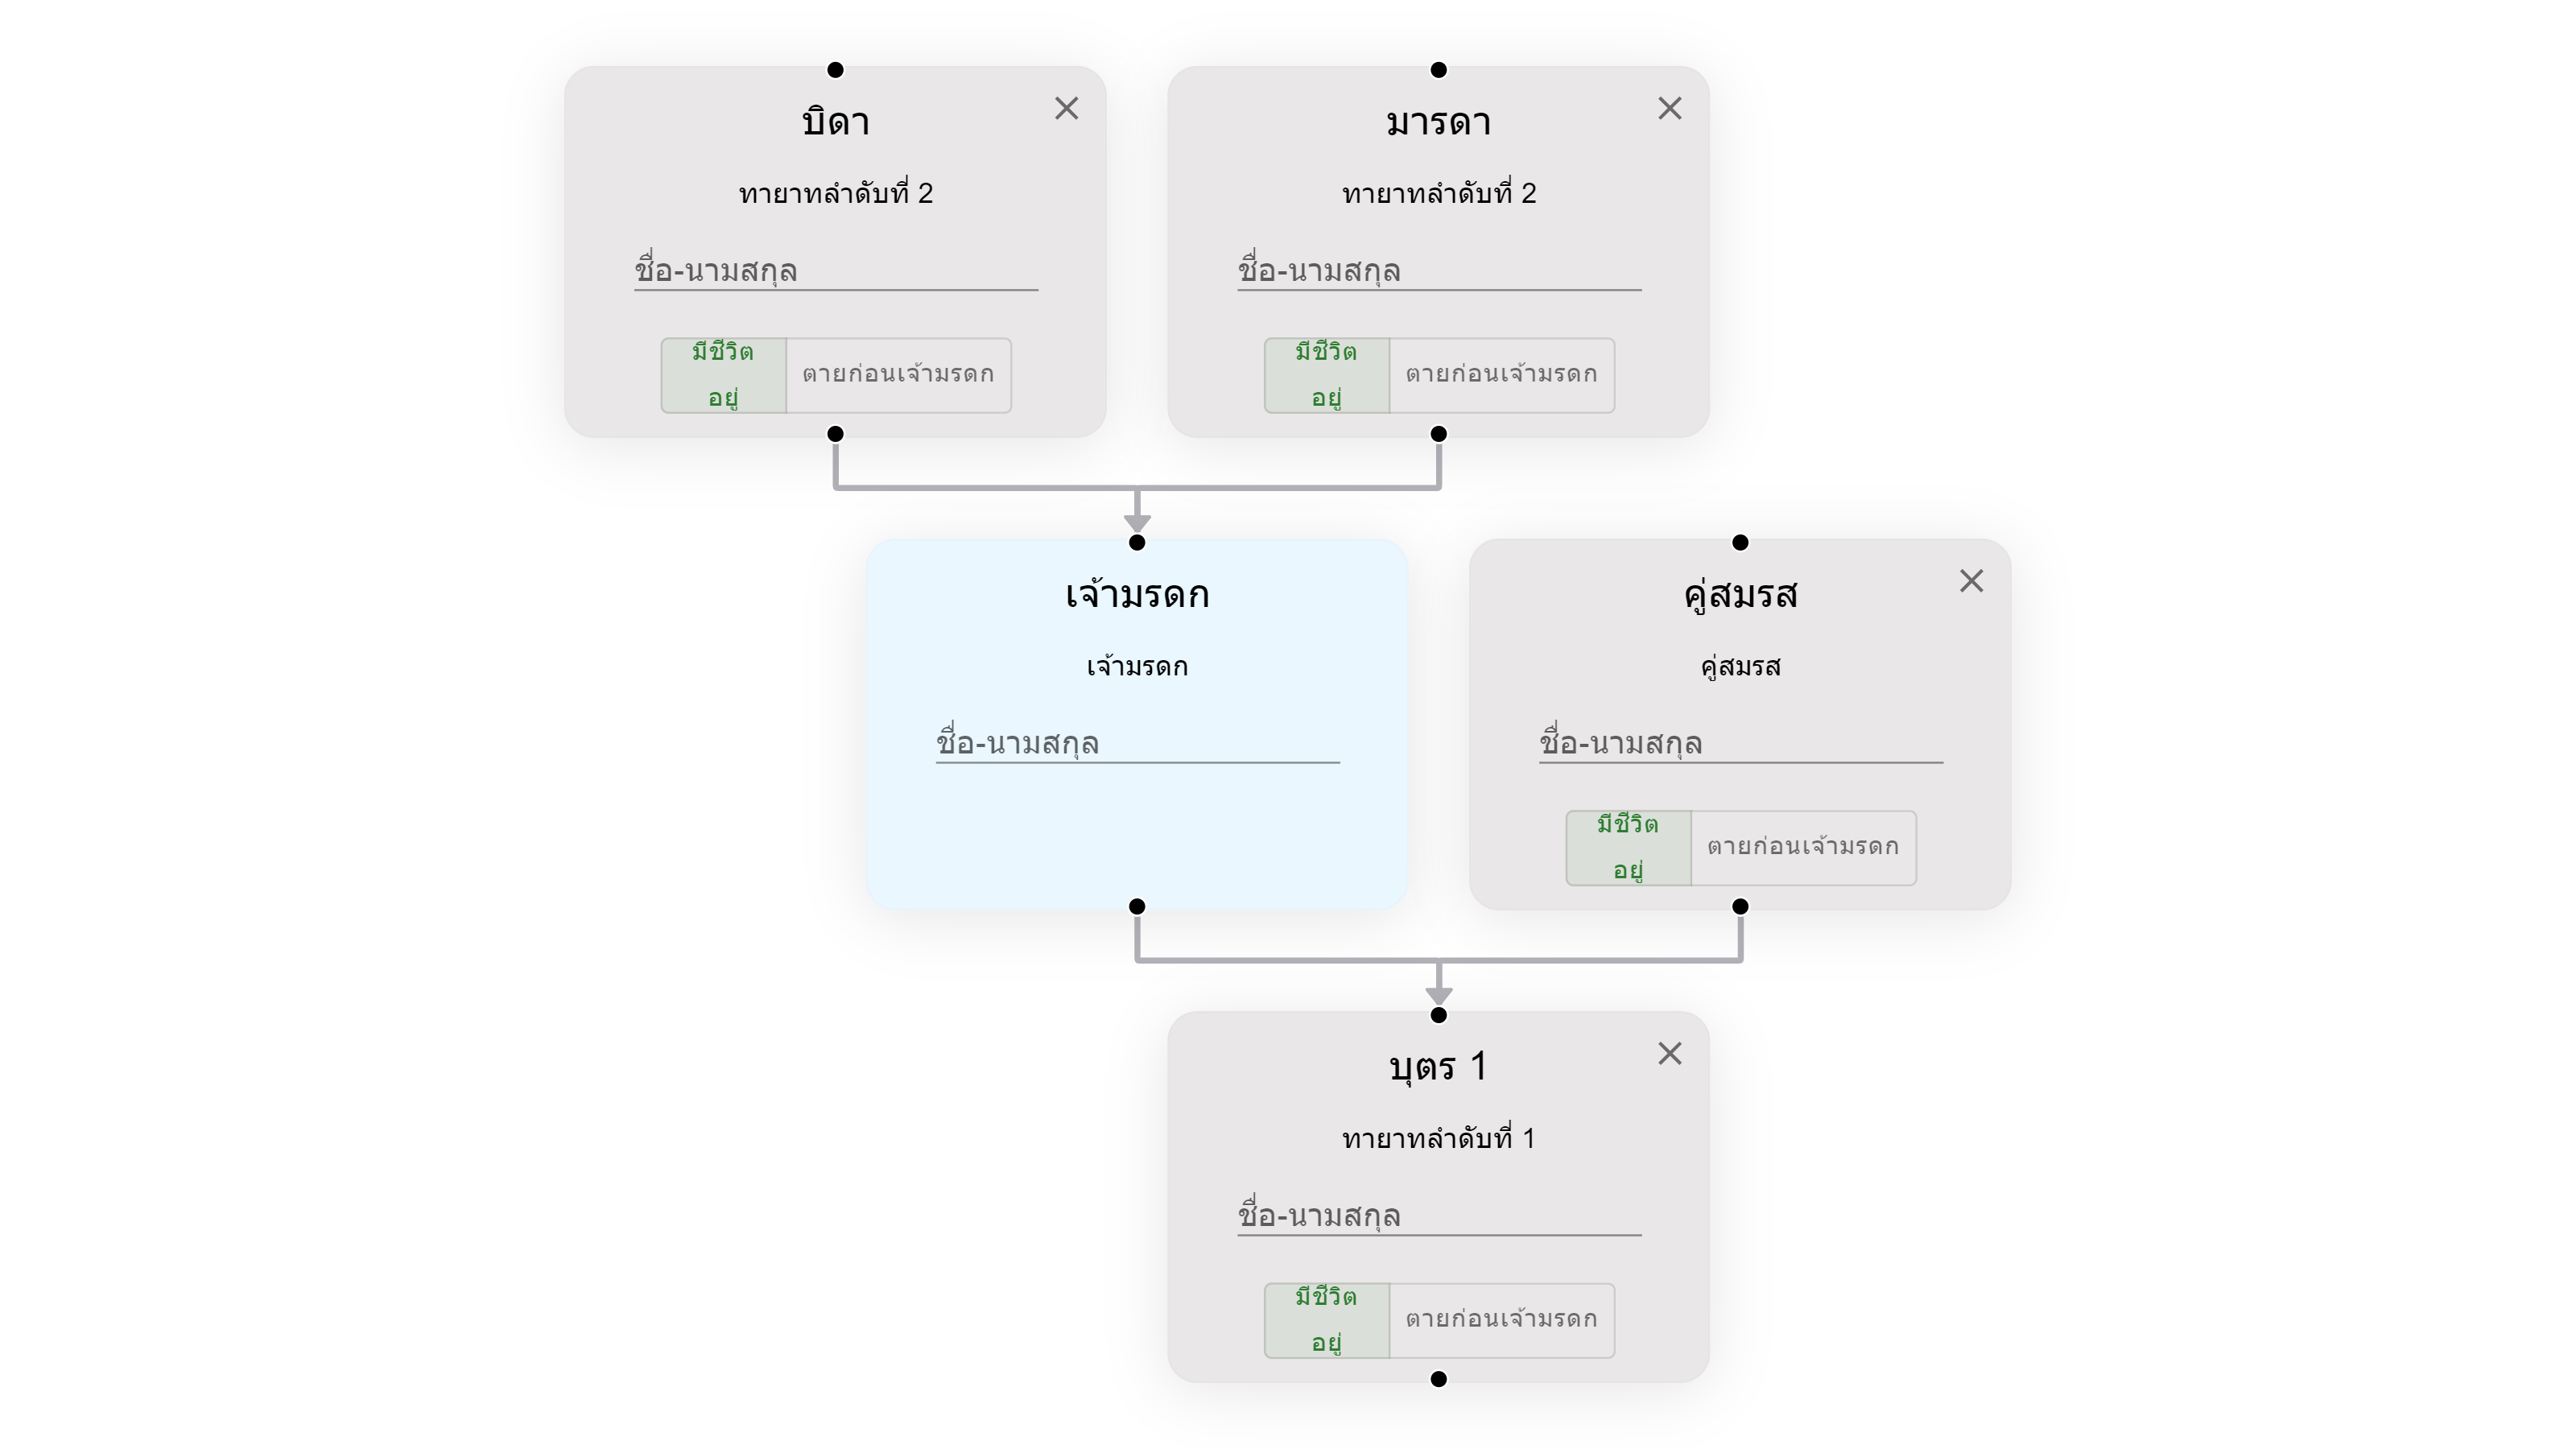 บิดา
ทายาทลำดับที่ 2
ชื่อ-นามสกุล
มีชีวิต
อยู่
ตายก่อนเจ้ามรดก
มารดา
ทายาทลำดับที่ 2
ชื่อ-นามสกุล
มีชีวิต
อยู่
ตายก่อนเจ้ามรดก
เจ้ามรดก
เจ้ามรดก
ชื่อ-นามสกุล
คู่สมรส
คู่สมรส
ชื่อ-นามสกุล
มีชีวิต
อยู่
ตายก่อนเจ้ามรดก
บุตร 1
ทายาทลำดับที่ 1
ชื่อ-นามสกุล
มีชีวิต
อยู่
ตายก่อนเจ้ามรดก